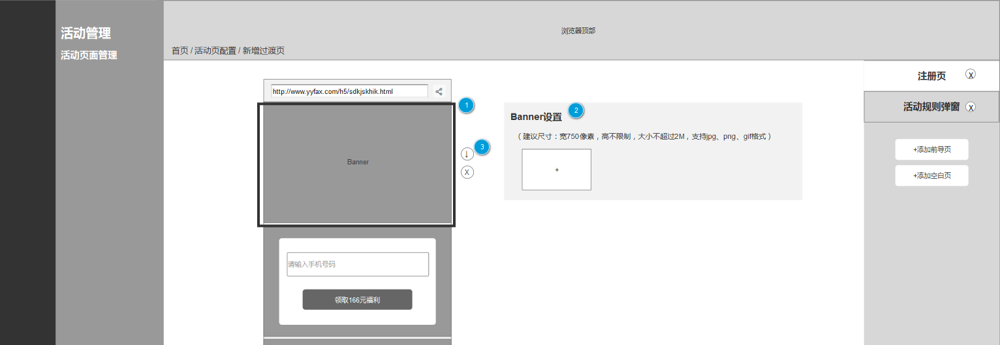 浏览器顶部
活动管理
活动页面管理
首页 / 活动页配置 / 新增过渡页
http://www.yyfax.com/h5/sdkjskhik.html
1
Banner
3
↓
X
请输入手机号码
领取166元福利
Banner设置
2
（建议尺寸：宽750像素，高不限制，大小不超过2M，支持jpg、png、gif格式）
+
注册页 X
活动规则弹窗 X
+添加前导页
+添加空白页